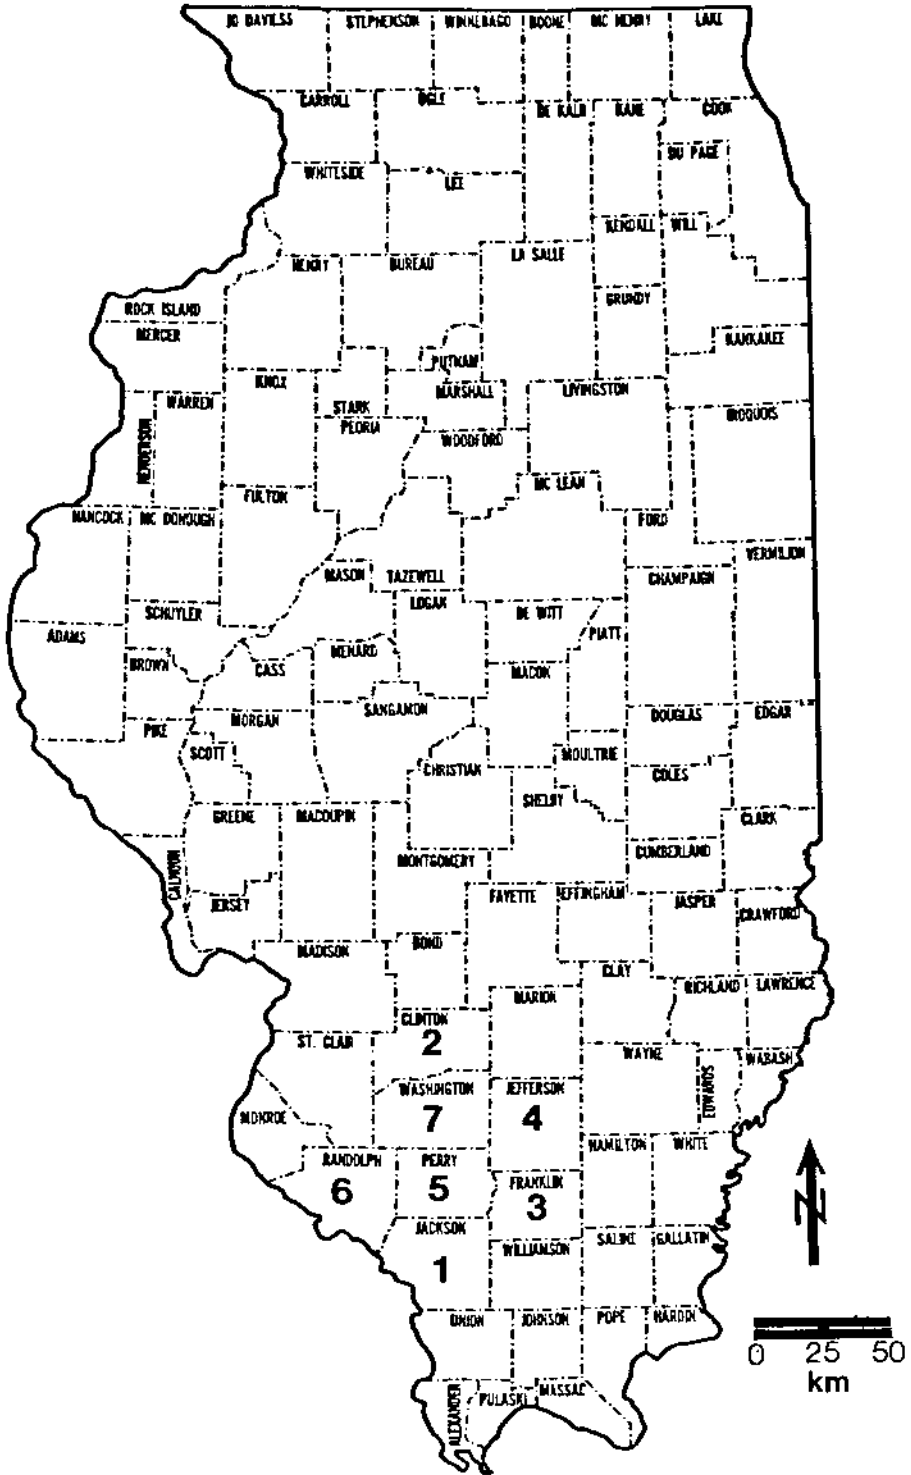 JO DAVIESS STEPHENSON WINNEBAGO BOONE MC HENRY LAKE
CARROLL OGLE DE KALB KANE COOK
DU PAGE
WHITESIDE LEE
KENDALL WILL
HENRY BUREAU LA SALLE
ROCK ISLAND GRUNDY
MERCER KANKAKEE
PUTNAM
KNOX MARSHALL LIVINGSTON
WARREN STARK IROQUOIS
HENDERSON PEORIA WOODFORD
FULTON MC LEAN
HANCOCK MC DONOUGH FORD
VERMILION
MASON TAZEWELL CHAMPAIGN
SCHUYLER LOGAN DE WITT
ADAMS PIATT
BROWN CASS MENARD MACON
PIKE MORGAN SANGAMON DOUGLAS EDGAR
SCOTT CHRISTIAN MOULTRIE COLES
SHELBY
GREENE MACOUPIN CLARK
CALHOUN MONTGOMERY CUMBERLAND
JERSEY FAYETTE EFFINGHAM JASPER CRAWFORD
MADISON BOND CLAY
MARION RICHLAND LAWRENCE
CLINTON
2
ST. CLAIR WAYNE WABASH
WASHINGTON JEFFERSON EDWARDS
7 4
MONROE
HAMILTON WHITE
RANDOLPH PERRY
6 5
FRANKLIN
3
JACKSON
1
WILLIAMSON SALINE GALLATIN
N
UNION JOHNSON POPE HARDIN
0 25 50
km
ALEXANDER PULASKI MASSAC